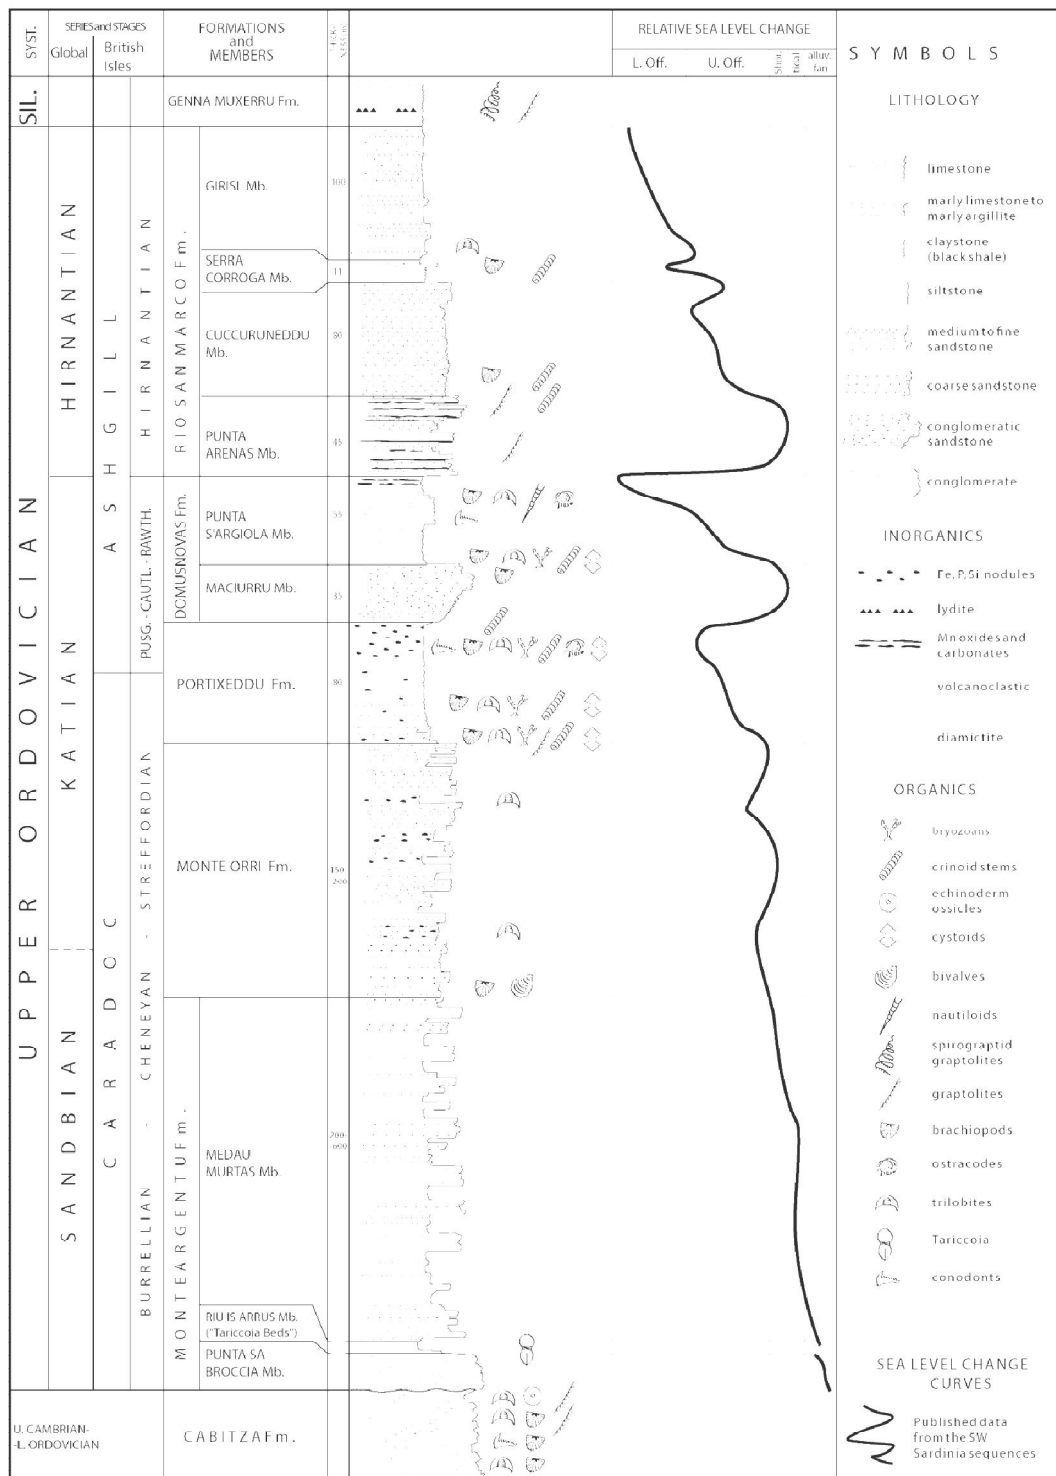 SYST.
SERIES and STAGES
Global
British
Isles
FORMATIONS
and
MEMBERS
RELATIVE SEA LEVEL CHANGE
L. Off.
U. Off.
alluv.
fan
SIL.
GENNA MUXERRU Fm.
UPPER ORDOVICIAN
HIRNANTIAN
KATIAN
SANDBIAN
ASHGILL
CARADOC
HIRNANTIAN
PUSG. - CAUTL. - RAWTH.
BURRELLIAN - CHENEYAN - STREFFORDIAN
RIO SAN MARCO Fm.
GIRISI Mb.
100
SERRA
CORROGA Mb.
11
CUCCURUNEDDU
Mb.
80
PUNTA
ARENAS Mb.
45
DOMUSNOVAS Fm.
PUNTA
S'ARGIOLA Mb.
55
MACIURRU Mb.
35
PORTIXEDDU Fm.
80
MONTE ORRI Fm.
150
-200
MONTE ARGENTU Fm.
MEDAU
MURTAS Mb.
200-
RIU IS ARRUS Mb.
("Tariccoia Beds")
PUNTA SA
BROCCIA Mb.
U. CAMBRIAN-
-L. ORDOVICIAN
CABITZA Fm.
SYMBOLS
LITHOLOGY
limestone
marly limestone to
marly argillite
claystone
(black shale)
siltstone
medium to fine
sandstone
coarse sandstone
conglomeratic
sandstone
conglomerate
INORGANICS
Fe, P, Si nodules
lydite
Mn oxides and
carbonates
volcanoclastic
diamictite
ORGANICS
bryozoans
crinoid stems
echinoderm
ossicles
cystoids
bivalves
nautiloids
spirograptid
graptolites
graptolites
brachiopods
ostracodes
trilobites
Tariccoia
conodonts
SEA LEVEL CHANGE
CURVES
Published data
from the SW
Sardinia sequences